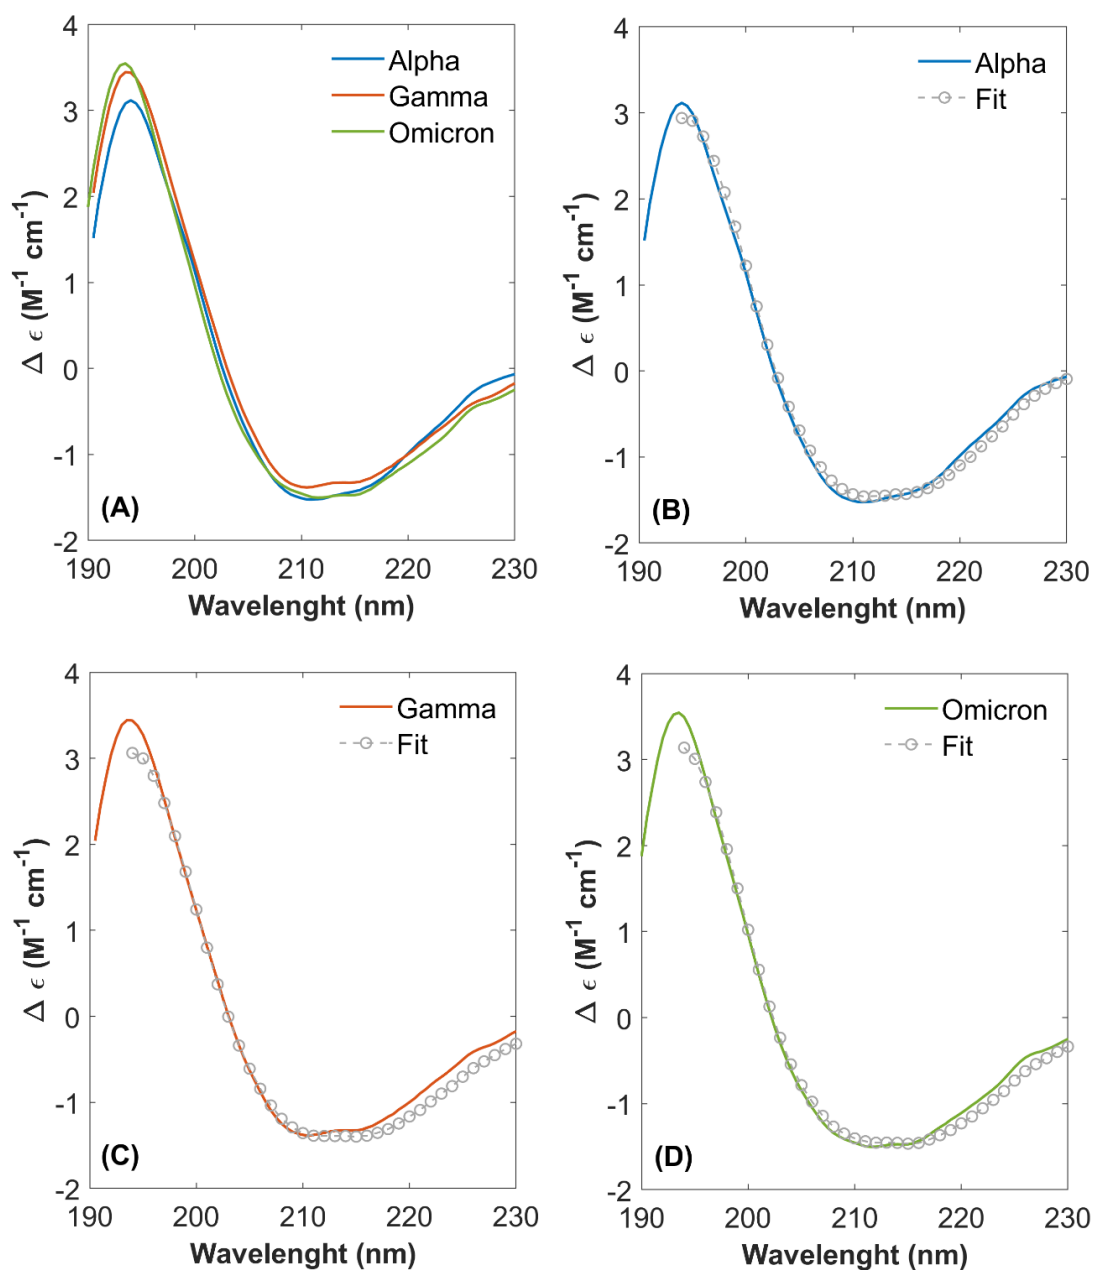 4
3
2
1
0
-1
-2
Δ ϵ (M⁻¹ cm⁻¹)
Alpha
Gamma
Omicron
(A)
190 200 210 220 230
Wavelenght (nm)
4
3
2
1
0
-1
-2
Δ ϵ (M⁻¹ cm⁻¹)
Alpha
Fit
(B)
190 200 210 220 230
Wavelenght (nm)
4
3
2
1
0
-1
-2
Δ ϵ (M⁻¹ cm⁻¹)
Gamma
Fit
(C)
190 200 210 220 230
Wavelenght (nm)
4
3
2
1
0
-1
-2
Δ ϵ (M⁻¹ cm⁻¹)
Omicron
Fit
(D)
190 200 210 220 230
Wavelenght (nm)